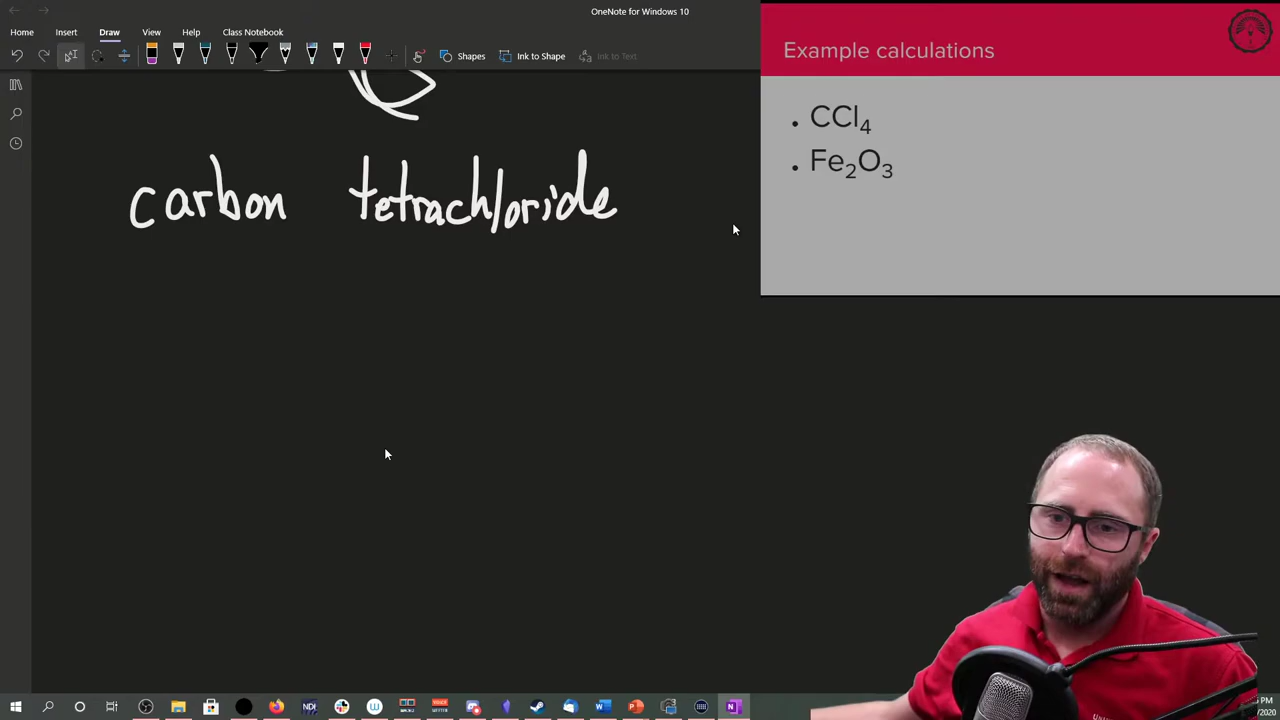 OneNote for Windows 10
Home Insert Draw View Help Class Notebook
Shapes Ink to Shape Ink to Text
Example calculations
• CCl₄
• Fe₂O₃
carbon tetrachloride